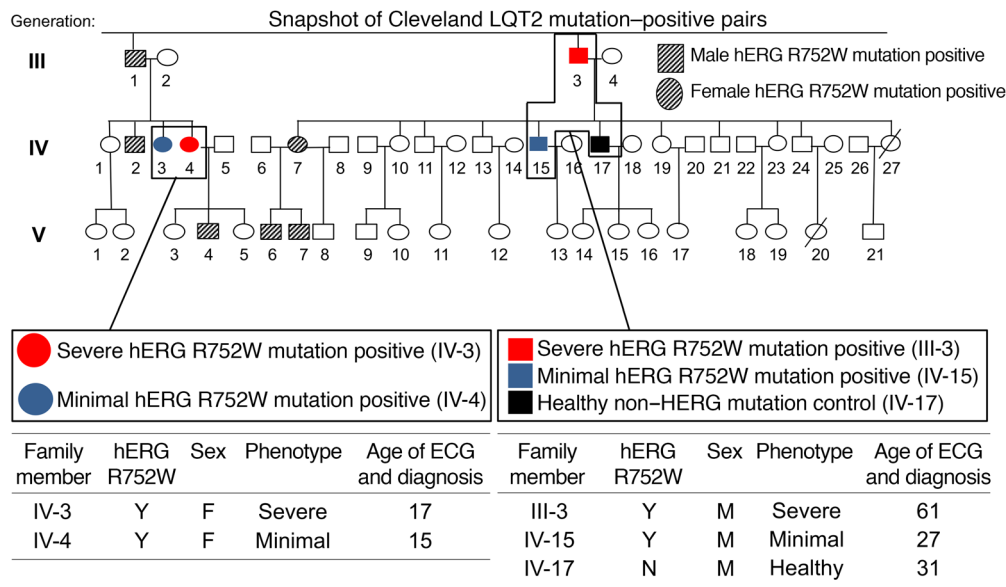 Generation: Snapshot of Cleveland LQT2 mutation–positive pairs
III
1 2 3 4
Male hERG R752W mutation positive
Female hERG R752W mutation positive
IV
1 2 3 4 5 6 7 8 9 10 11 12 13 14 15 16 17 18 19 20 21 22 23 24 25 26 27
V
1 2 3 4 5 6 7 8 9 10 11 12 13 14 15 16 17 18 19 20 21
Severe hERG R752W mutation positive (IV-3)
Minimal hERG R752W mutation positive (IV-4)
Severe hERG R752W mutation positive (III-3)
Minimal hERG R752W mutation positive (IV-15)
Healthy non–HERG mutation control (IV-17)
Family hERG Sex Phenotype Age of ECG
member R752W and diagnosis
IV-3 Y F Severe 17
IV-4 Y F Minimal 15
Family hERG Sex Phenotype Age of ECG
member R752W and diagnosis
III-3 Y M Severe 61
IV-15 Y M Minimal 27
IV-17 N M Healthy 31